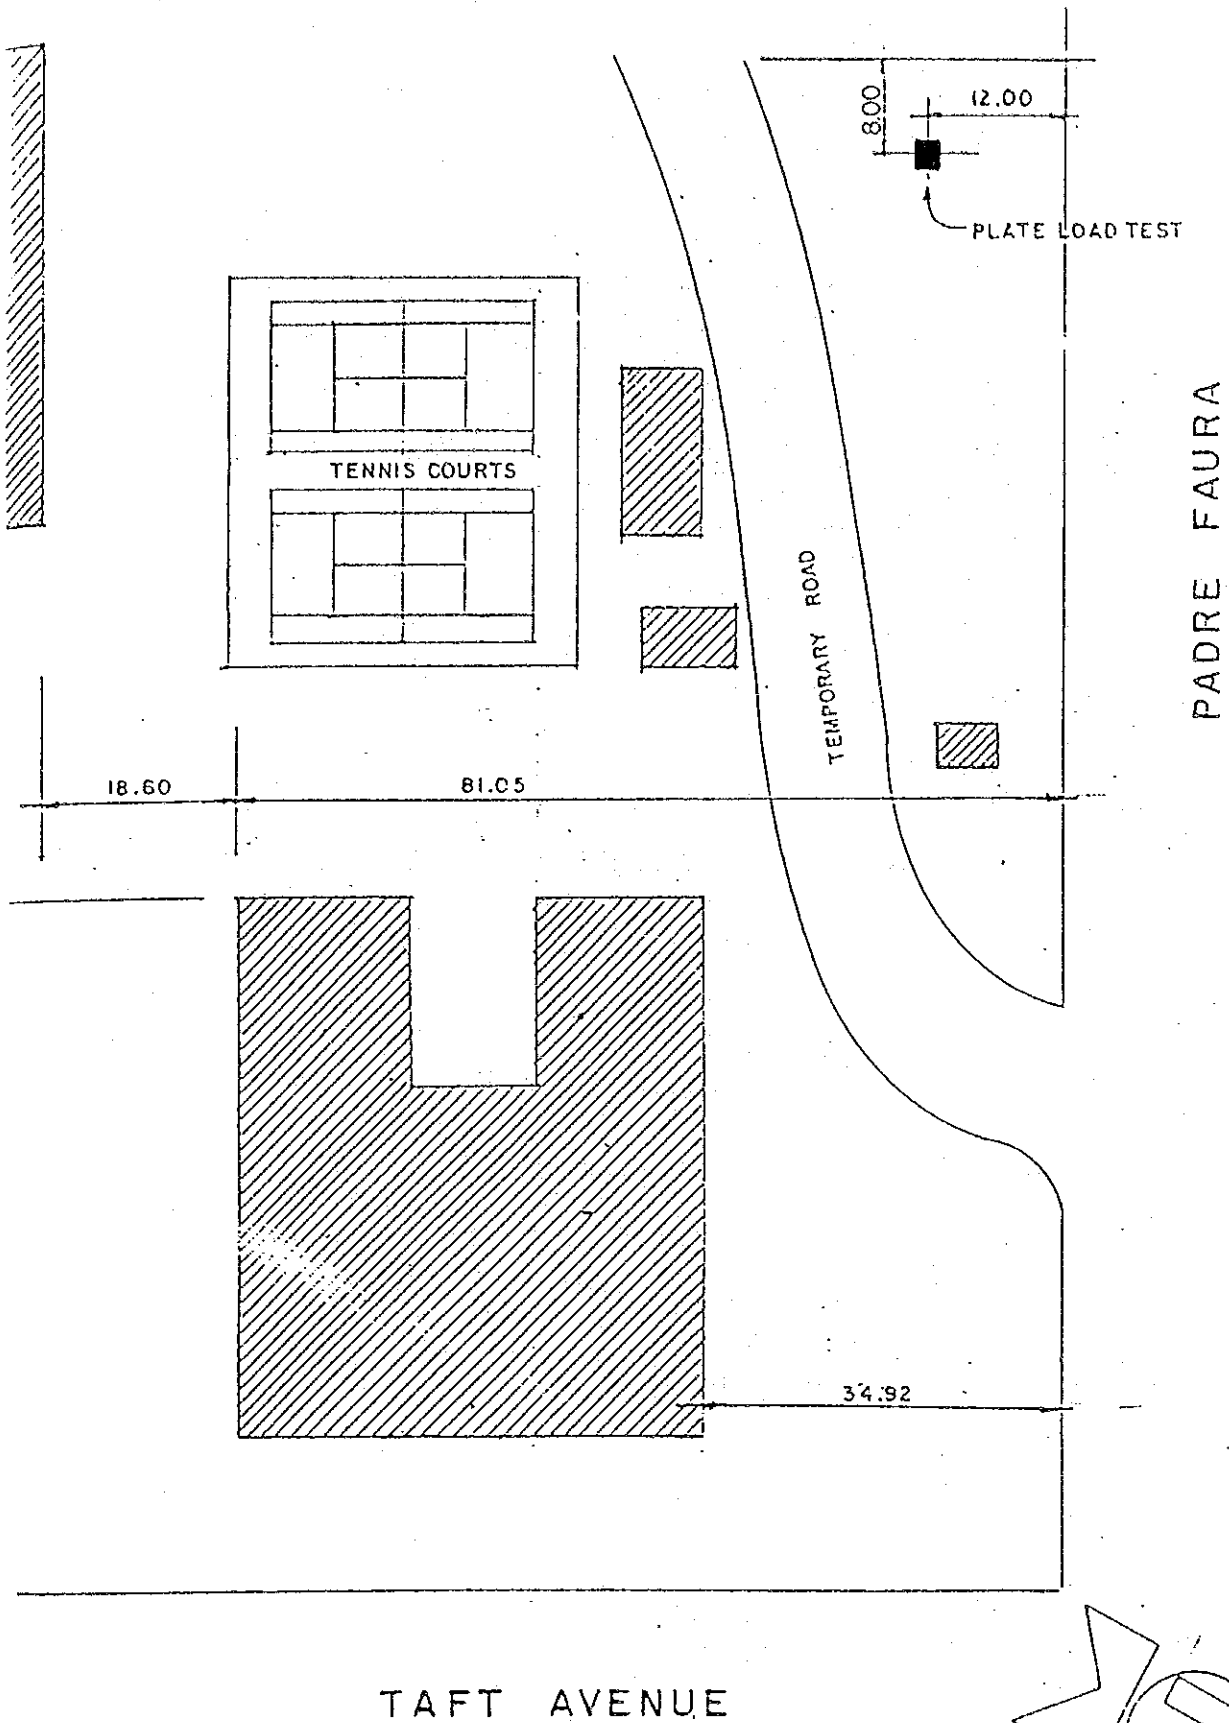 12.00
8.00
PLATE LOAD TEST
TENNIS COURTS
PADRE FAURA
TEMPORARY ROAD
18.60
81.05
34.92
TAFT AVENUE